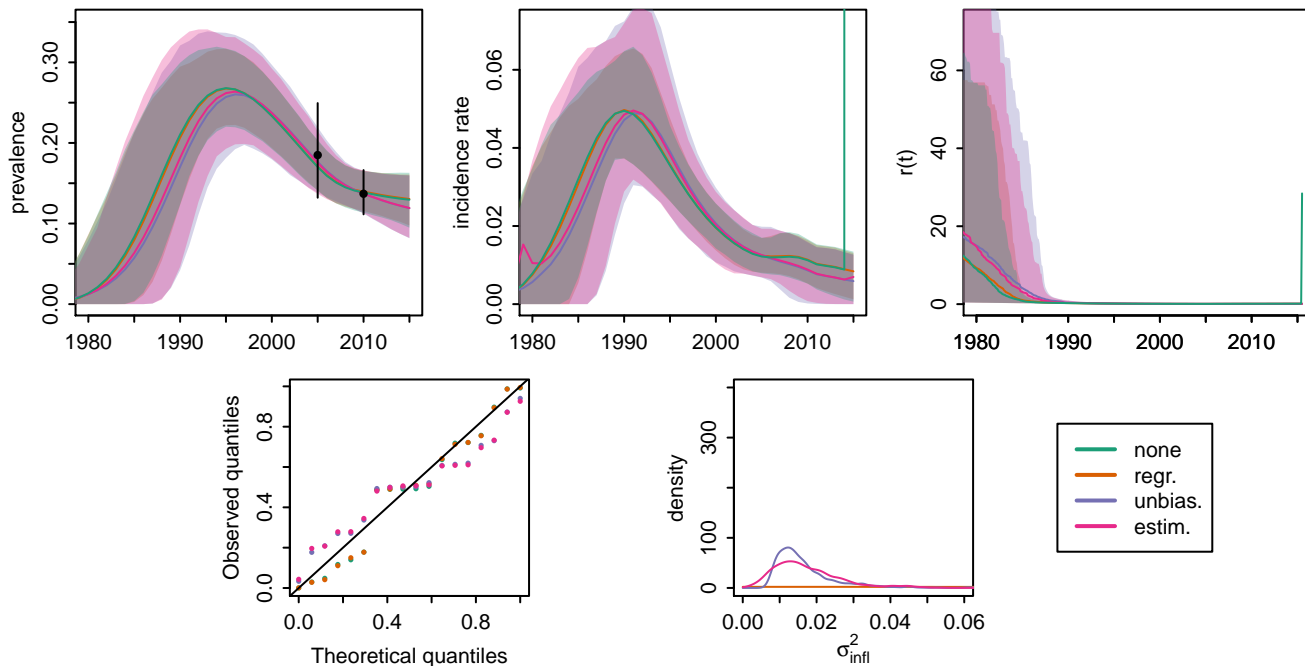 prevalence
0.00 0.10 0.20 0.30
1980 1990 2000 2010
incidence rate
0.00 0.02 0.04 0.06
1980 1990 2000 2010
r(t)
0 20 40 60
1980 1990 2000 2010
Observed quantiles
0.0 0.4 0.8
0.0 0.4 0.8
Theoretical quantiles
density
0 100 300
0.00 0.02 0.04 0.06
σ²infl
none
regr.
unbias.
estim.